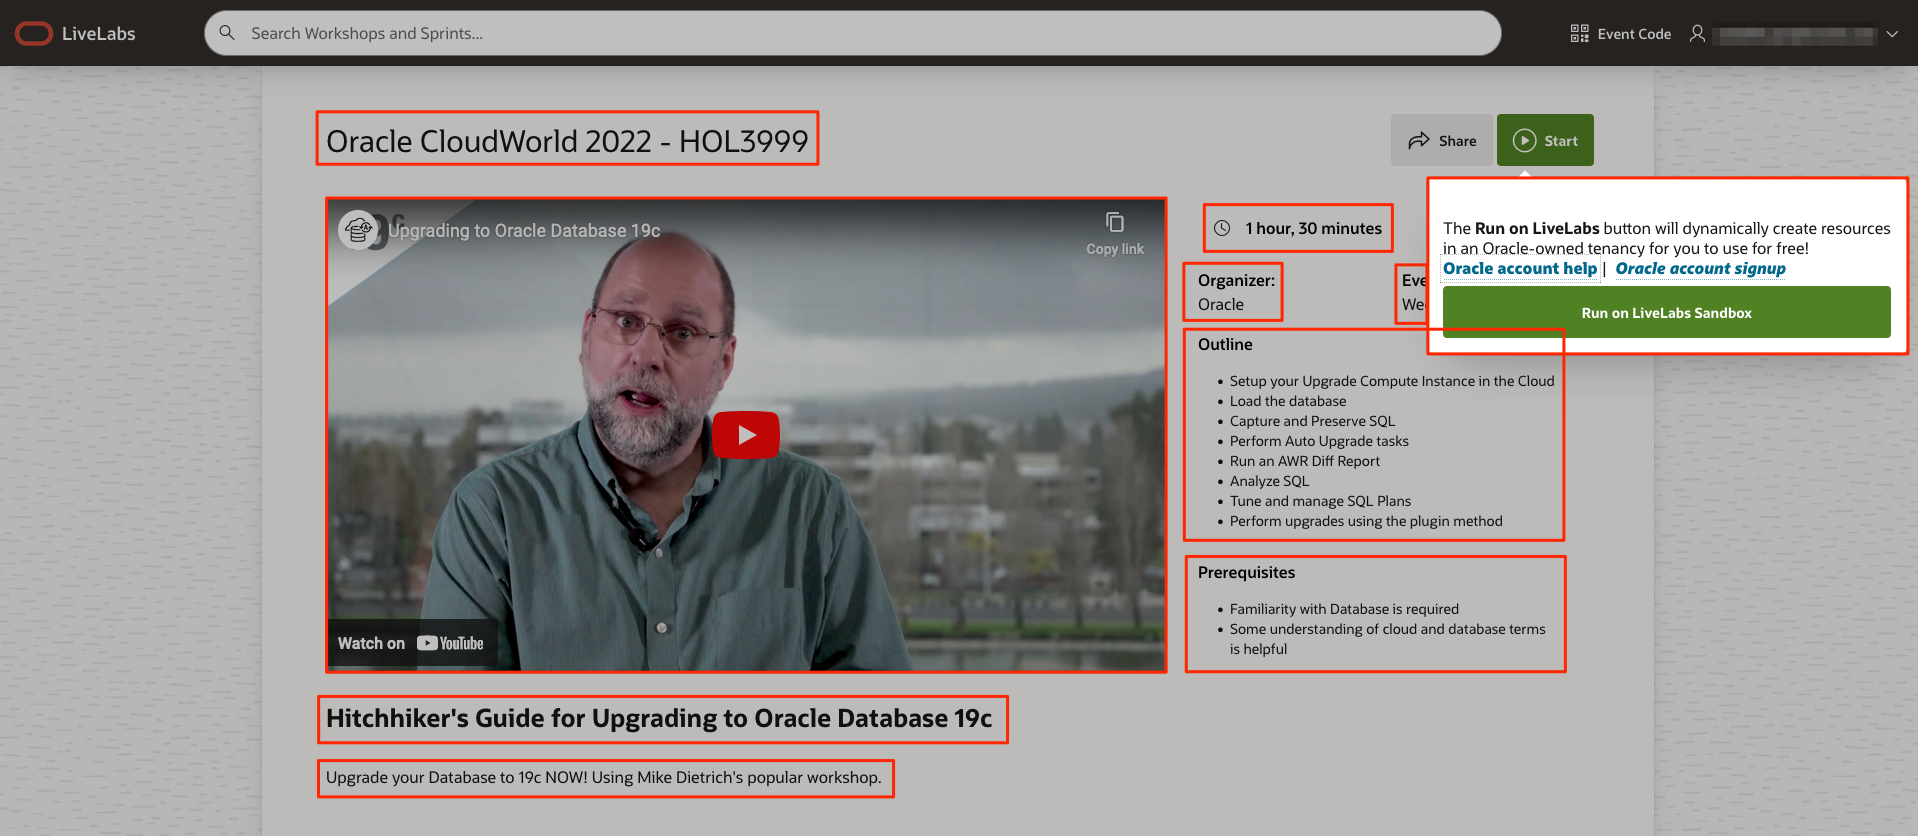 LiveLabs
Search Workshops and Sprints...
Event Code
Oracle CloudWorld 2022 - HOL3999
Share
Start
Upgrading to Oracle Database 19c
Copy link
Watch on YouTube
1 hour, 30 minutes
Organizer:
Oracle
The Run on LiveLabs button will dynamically create resources
in an Oracle-owned tenancy for you to use for free!
Oracle account help | Oracle account signup
Run on LiveLabs Sandbox
Outline
• Setup your Upgrade Compute Instance in the Cloud
• Load the database
• Capture and Preserve SQL
• Perform Auto Upgrade tasks
• Run an AWR Diff Report
• Analyze SQL
• Tune and manage SQL Plans
• Perform upgrades using the plugin method
Prerequisites
• Familiarity with Database is required
• Some understanding of cloud and database terms
is helpful
Hitchhiker's Guide for Upgrading to Oracle Database 19c
Upgrade your Database to 19c NOW! Using Mike Dietrich's popular workshop.